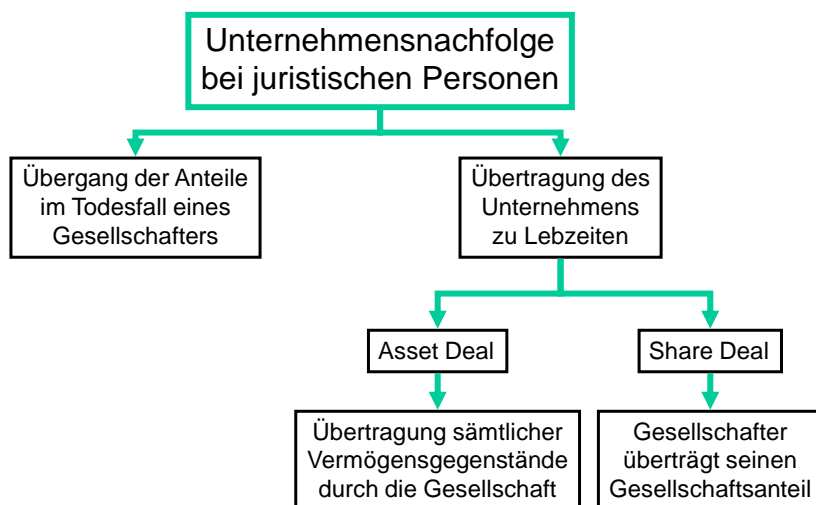 Unternehmensnachfolge
bei juristischen Personen
Übergang der Anteile
im Todesfall eines
Gesellschafters
Übertragung des
Unternehmens
zu Lebzeiten
Asset Deal
Share Deal
Übertragung sämtlicher
Vermögensgegenstände
durch die Gesellschaft
Gesellschafter
überträgt seinen
Gesellschaftsanteil